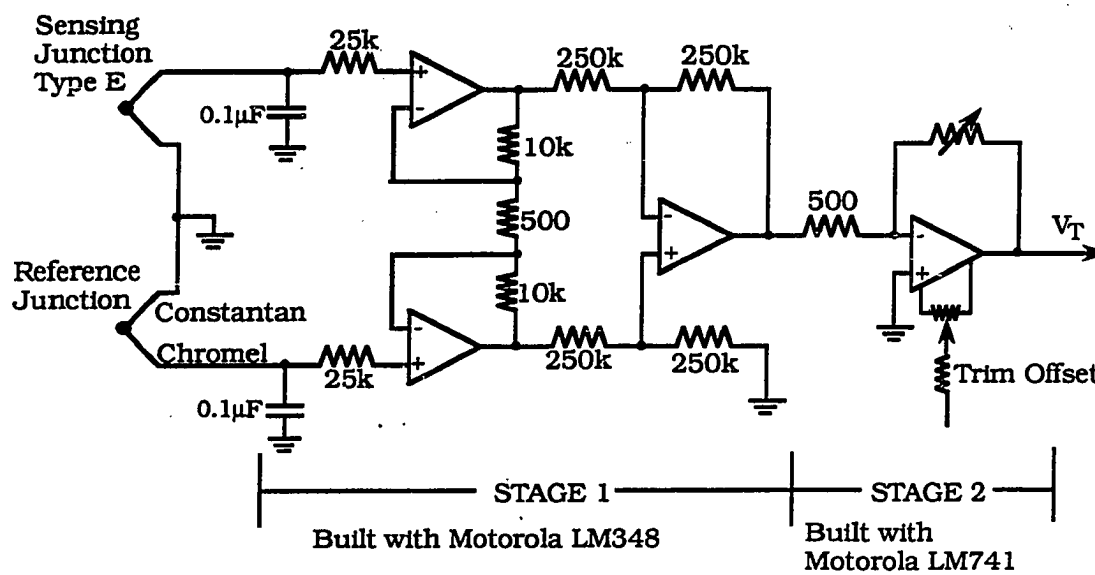 Sensing
Junction
Type E
25k
250k
250k
0.1µF
10k
500
500
V_T
Reference
Junction
Constantan
10k
Chromel
25k
250k
250k
Trim Offset
0.1µF
STAGE 1
STAGE 2
Built with Motorola LM348
Built with
Motorola LM741